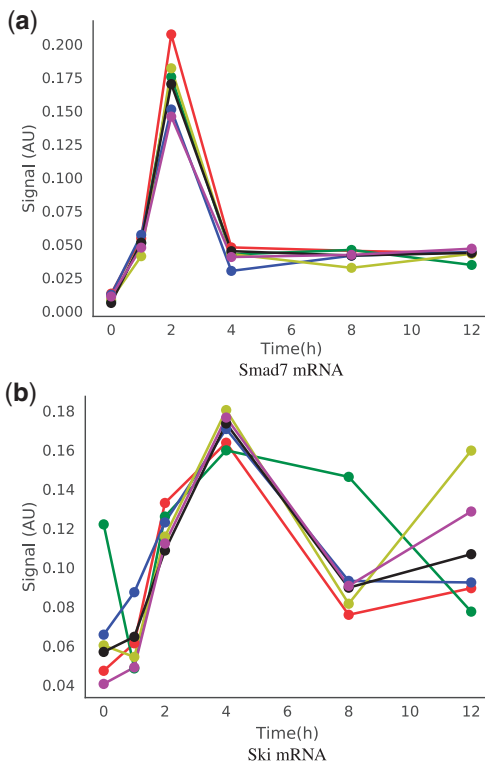 (a)
Signal (AU)
0.200
0.175
0.150
0.125
0.100
0.075
0.050
0.025
0.000
0 2 4 6 8 10 12
Time(h)
Smad7 mRNA
(b)
Signal (AU)
0.18
0.16
0.14
0.12
0.10
0.08
0.06
0.04
0 2 4 6 8 10 12
Time(h)
Ski mRNA